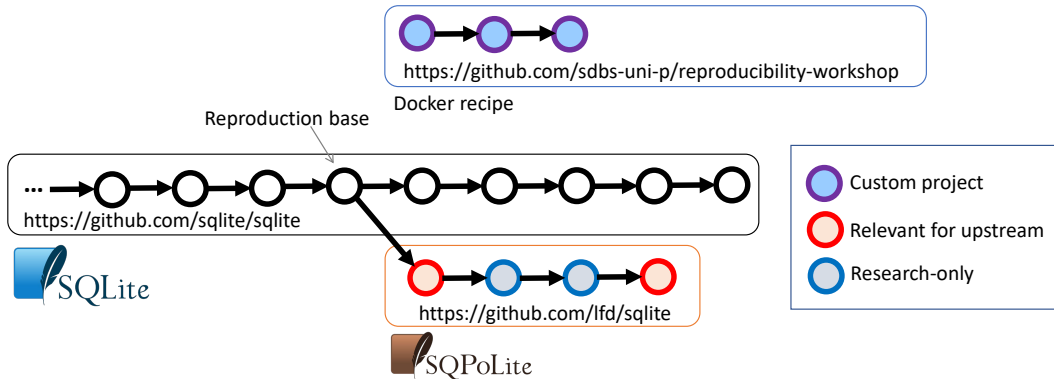 https://github.com/sdbs-uni-p/reproducibility-workshop
Docker recipe
Reproduction base
...
https://github.com/sqlite/sqlite
SQLite
https://github.com/lfd/sqlite
SQPoLite
Custom project
Relevant for upstream
Research-only